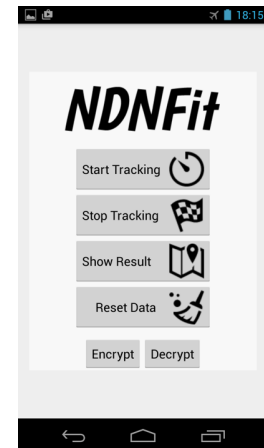 18:15
NDNFit
Start Tracking
Stop Tracking
Show Result
Reset Data
Encrypt Decrypt